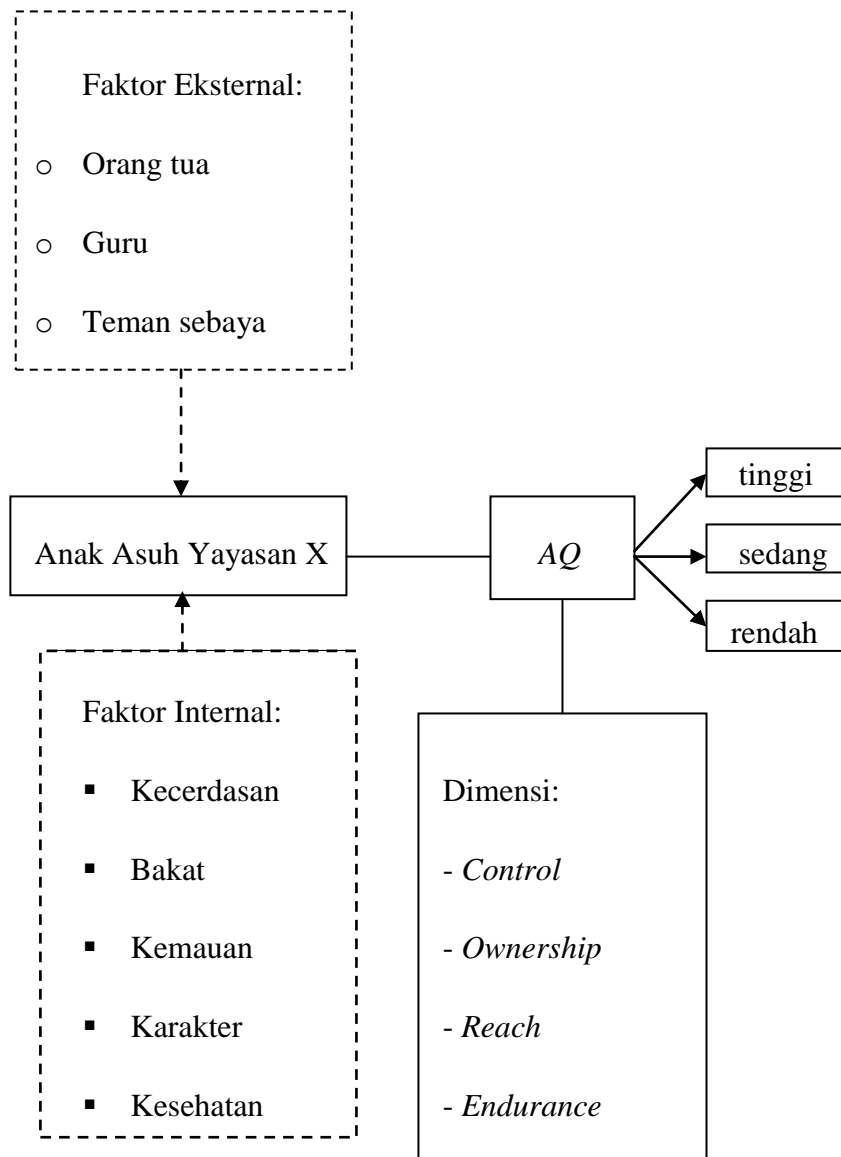 Faktor Eksternal:
o Orang tua
o Guru
o Teman sebaya
Anak Asuh Yayasan X
AQ
tinggi
sedang
rendah
Faktor Internal:
▪ Kecerdasan
▪ Bakat
▪ Kemauan
▪ Karakter
▪ Kesehatan
Dimensi:
- Control
- Ownership
- Reach
- Endurance